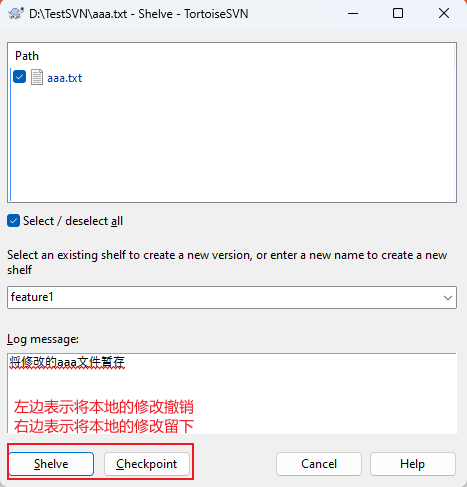 D:\TestSVN\aaa.txt - Shelve - TortoiseSVN
Path
aaa.txt
Select / deselect all
Select an existing shelf to create a new version, or enter a new name to create a new
shelf
feature1
Log message:
将修改的aaa文件暂存
左边表示将本地的修改撤销
右边表示将本地的修改留下
Shelve Checkpoint Cancel Help